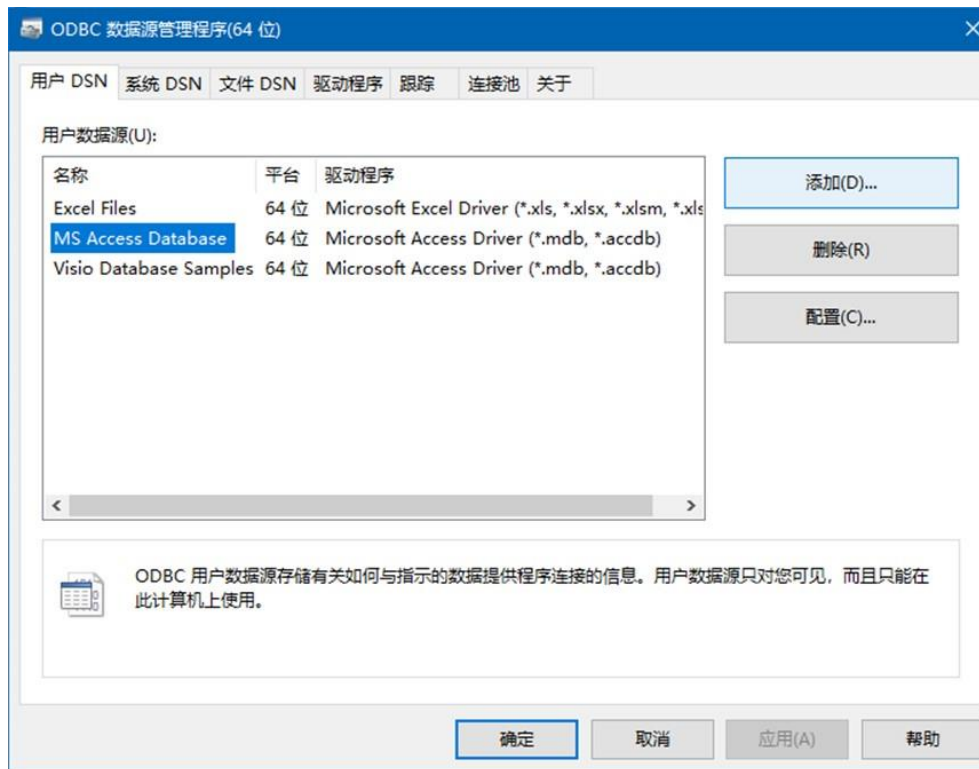 ODBC 数据源管理程序(64 位)
用户 DSN 系统 DSN 文件 DSN 驱动程序 跟踪 连接池 关于
用户数据源(U):
名称 平台 驱动程序
Excel Files 64 位 Microsoft Excel Driver (*.xls, *.xlsx, *.xlsm, *.xls
MS Access Database 64 位 Microsoft Access Driver (*.mdb, *.accdb)
Visio Database Samples 64 位 Microsoft Access Driver (*.mdb, *.accdb)
添加(D)...
删除(R)
配置(C)...
ODBC 用户数据源存储有关如何与指示的数据提供程序连接的信息。用户数据源只对您可见，而且只能在
此计算机上使用。
确定 取消 应用(A) 帮助